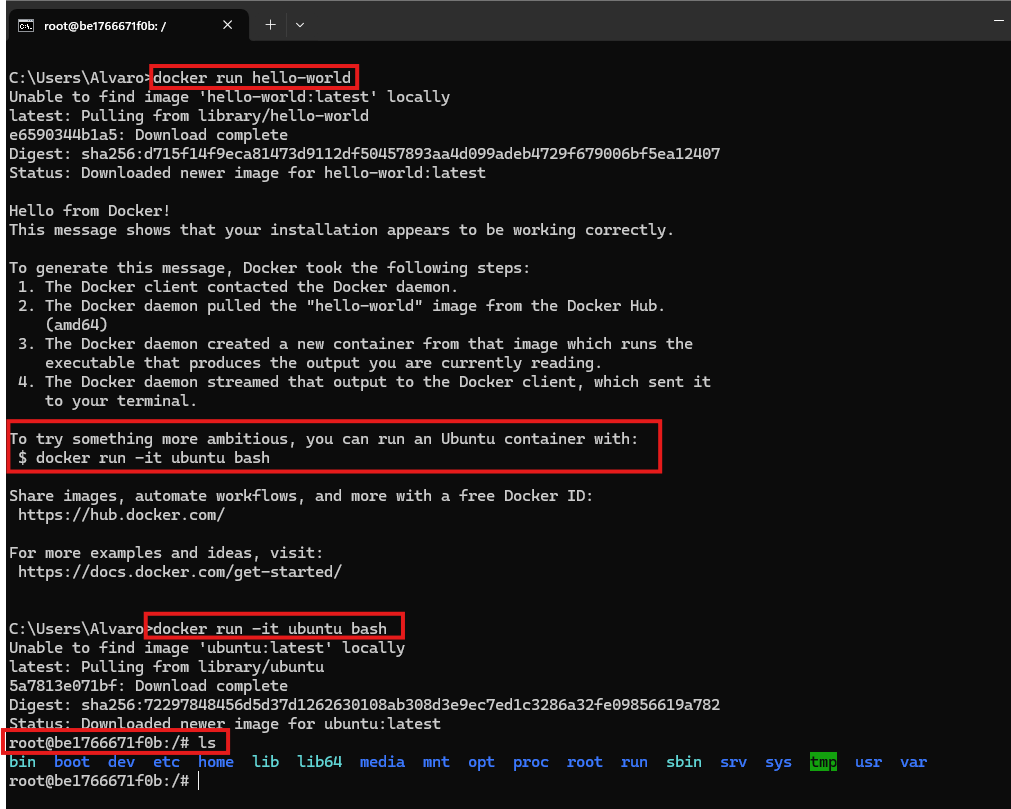 root@be1766671f0b: /
C:\Users\Alvaro>docker run hello-world
Unable to find image 'hello-world:latest' locally
latest: Pulling from library/hello-world
e6590344b1a5: Download complete
Digest: sha256:d715f14f9eca81473d9112df50457893aa4d099adeb4729f679006bf5ea12407
Status: Downloaded newer image for hello-world:latest
Hello from Docker!
This message shows that your installation appears to be working correctly.
To generate this message, Docker took the following steps:
1. The Docker client contacted the Docker daemon.
2. The Docker daemon pulled the "hello-world" image from the Docker Hub.
(amd64)
3. The Docker daemon created a new container from that image which runs the
executable that produces the output you are currently reading.
4. The Docker daemon streamed that output to the Docker client, which sent it
to your terminal.
To try something more ambitious, you can run an Ubuntu container with:
$ docker run -it ubuntu bash
Share images, automate workflows, and more with a free Docker ID:
https://hub.docker.com/
For more examples and ideas, visit:
https://docs.docker.com/get-started/
C:\Users\Alvaro>docker run -it ubuntu bash
Unable to find image 'ubuntu:latest' locally
latest: Pulling from library/ubuntu
5a7813e071bf: Download complete
Digest: sha256:72297848456d5d37d1262630108ab308d3e9ec7ed1c3286a32fe09856619a782
Status: Downloaded newer image for ubuntu:latest
root@be1766671f0b:/# ls
bin boot dev etc home lib lib64 media mnt opt proc root run sbin srv sys tmp usr var
root@be1766671f0b:/#